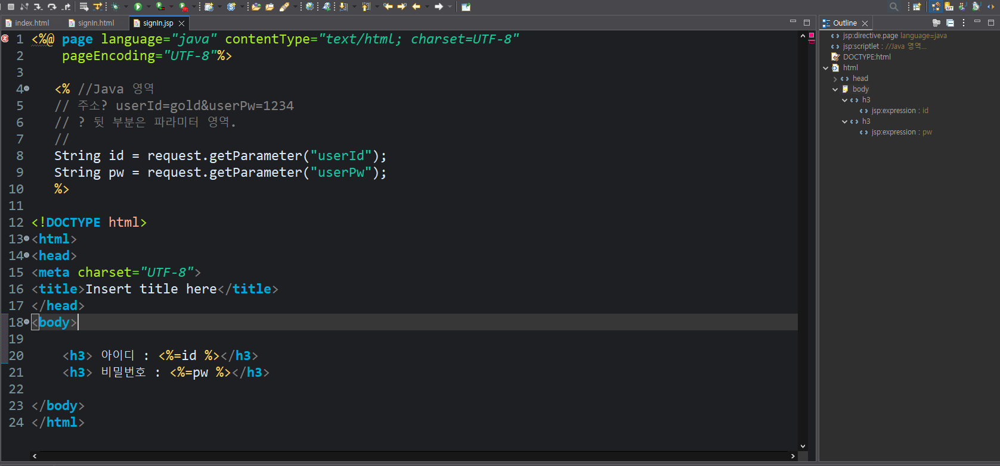 index.html
signIn.html
signIn.jsp
Outline
1 <%@ page language="java" contentType="text/html; charset=UTF-8"
2 pageEncoding="UTF-8"%>
3
4 <% //Java 영역
5 // 주소? userId=gold&userPw=1234
6 // ? 뒷 부분은 파라미터 영역.
7 //
8 String id = request.getParameter("userId");
9 String pw = request.getParameter("userPw");
10 %>
11
12 <!DOCTYPE html>
13 <html>
14 <head>
15 <meta charset="UTF-8">
16 <title>Insert title here</title>
17 </head>
18 <body>
19
20 <h3> 아이디 : <%=id %></h3>
21 <h3> 비밀번호 : <%=pw %></h3>
22
23 </body>
24 </html>
jsp:directive.page language=java
jsp:scriptlet : //Java 영역...
DOCTYPE:html
html
head
body
h3
jsp:expression : id
h3
jsp:expression : pw